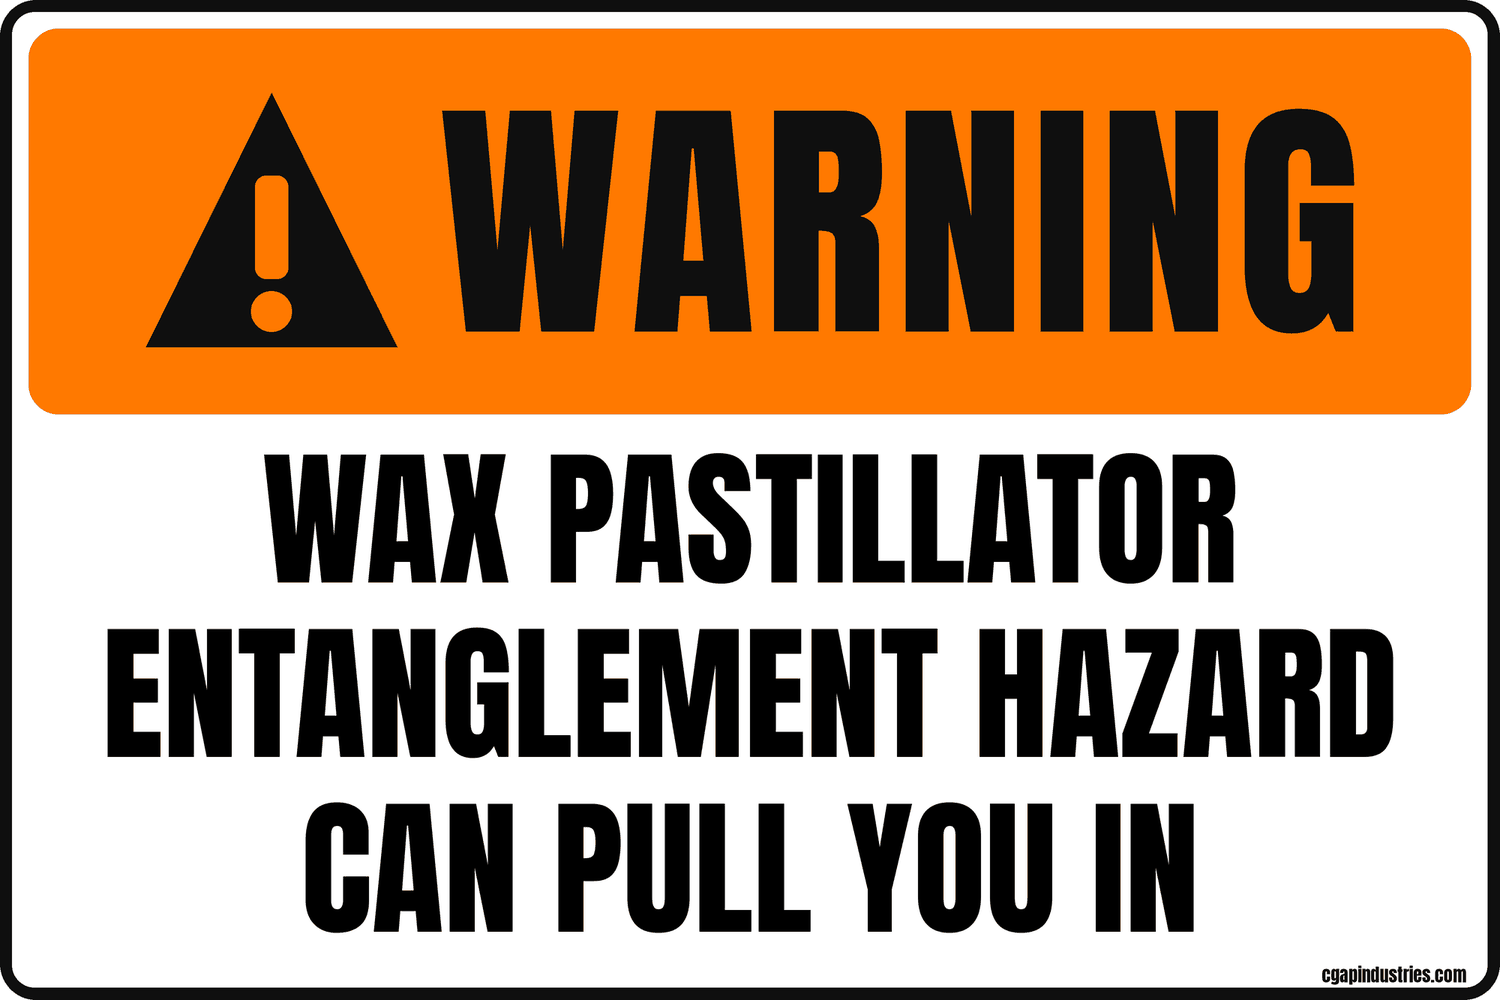 WARNING
WAX PASTILLATOR
ENTANGLEMENT HAZARD
CAN PULL YOU IN
cgapindustries.com